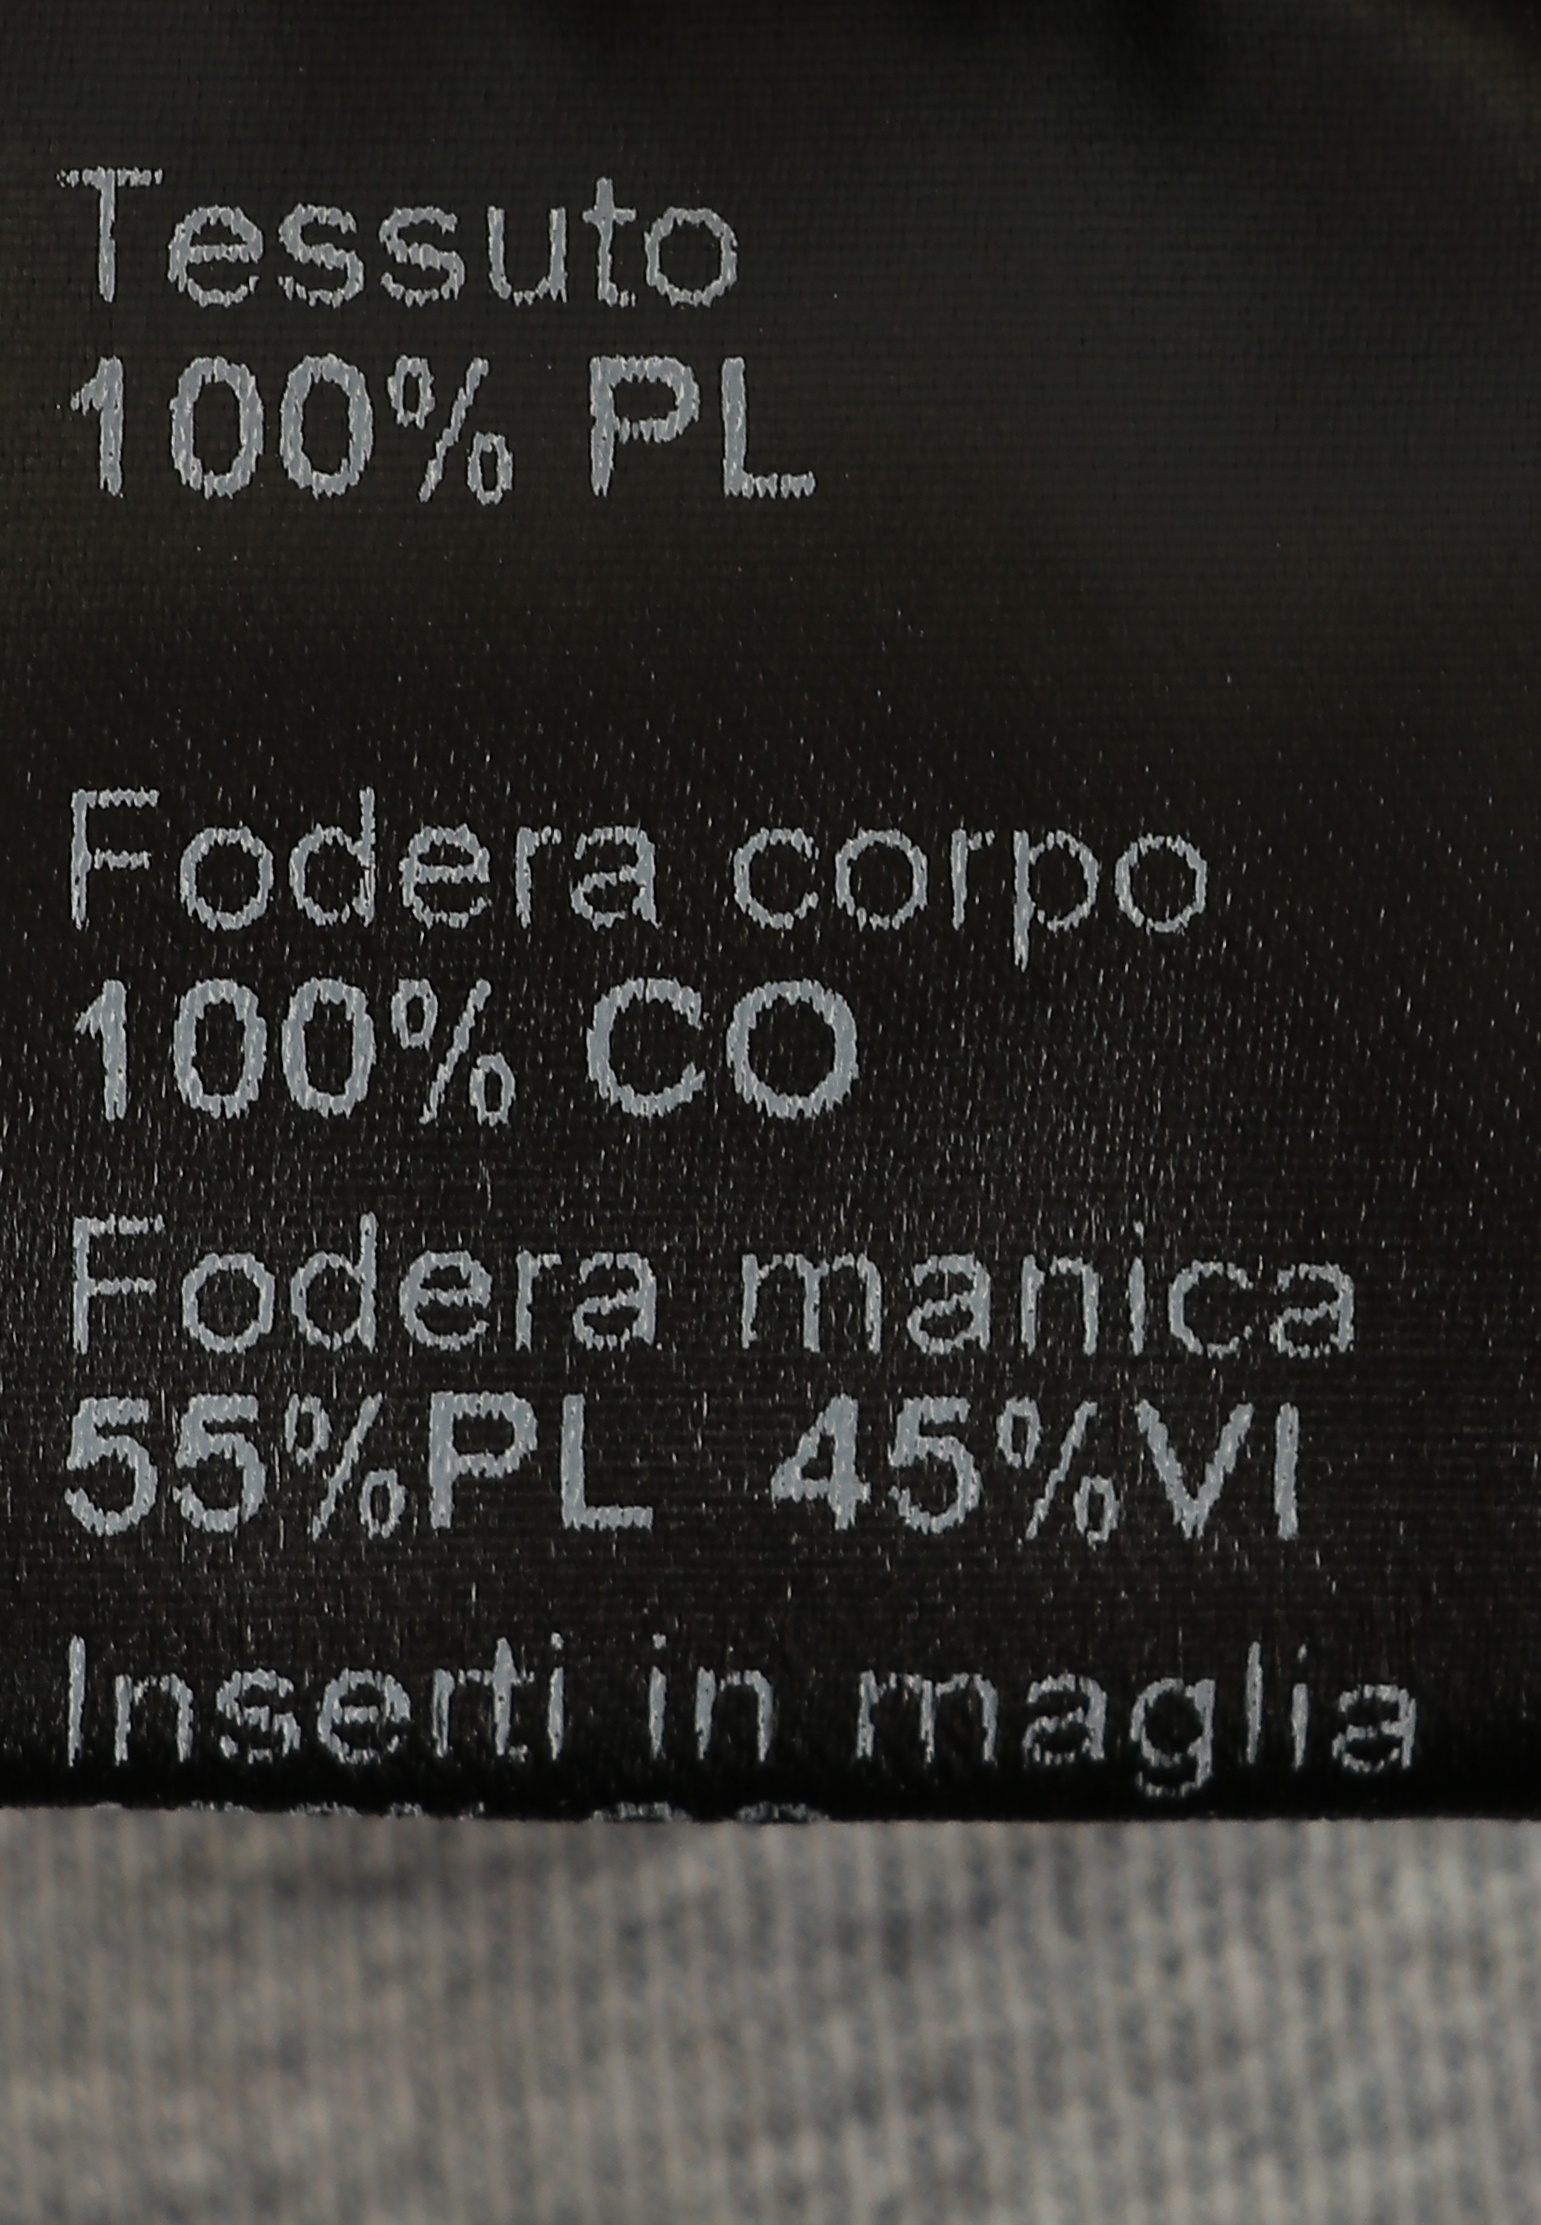 Tessuto
100% PL
Fodera corpo
100% CO
Fodera manica
55%PL 45%VI
Inserti in maglia